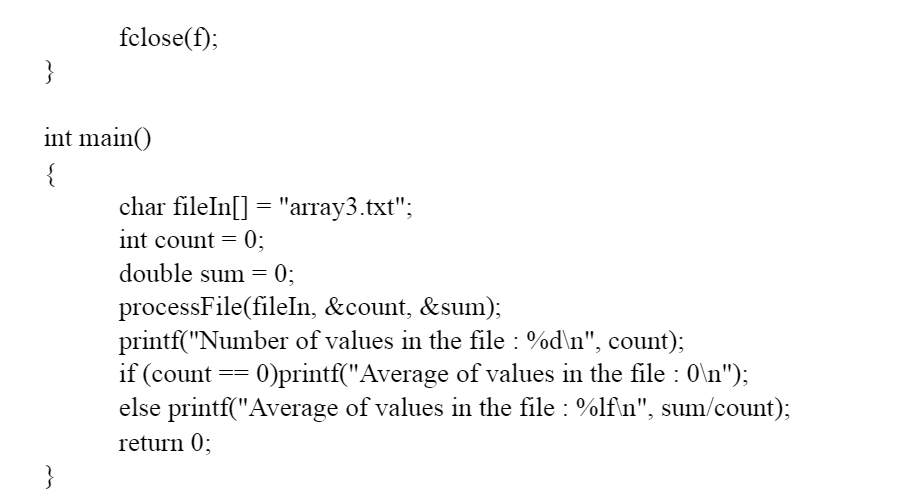 fclose(f);
}
int main()
{
char fileIn[] = "array3.txt";
int count = 0;
double sum = 0;
processFile(fileIn, &count, &sum);
printf("Number of values in the file : %d\n", count);
if (count == 0)printf("Average of values in the file : 0\n");
else printf("Average of values in the file : %lf\n", sum/count);
return 0;
}